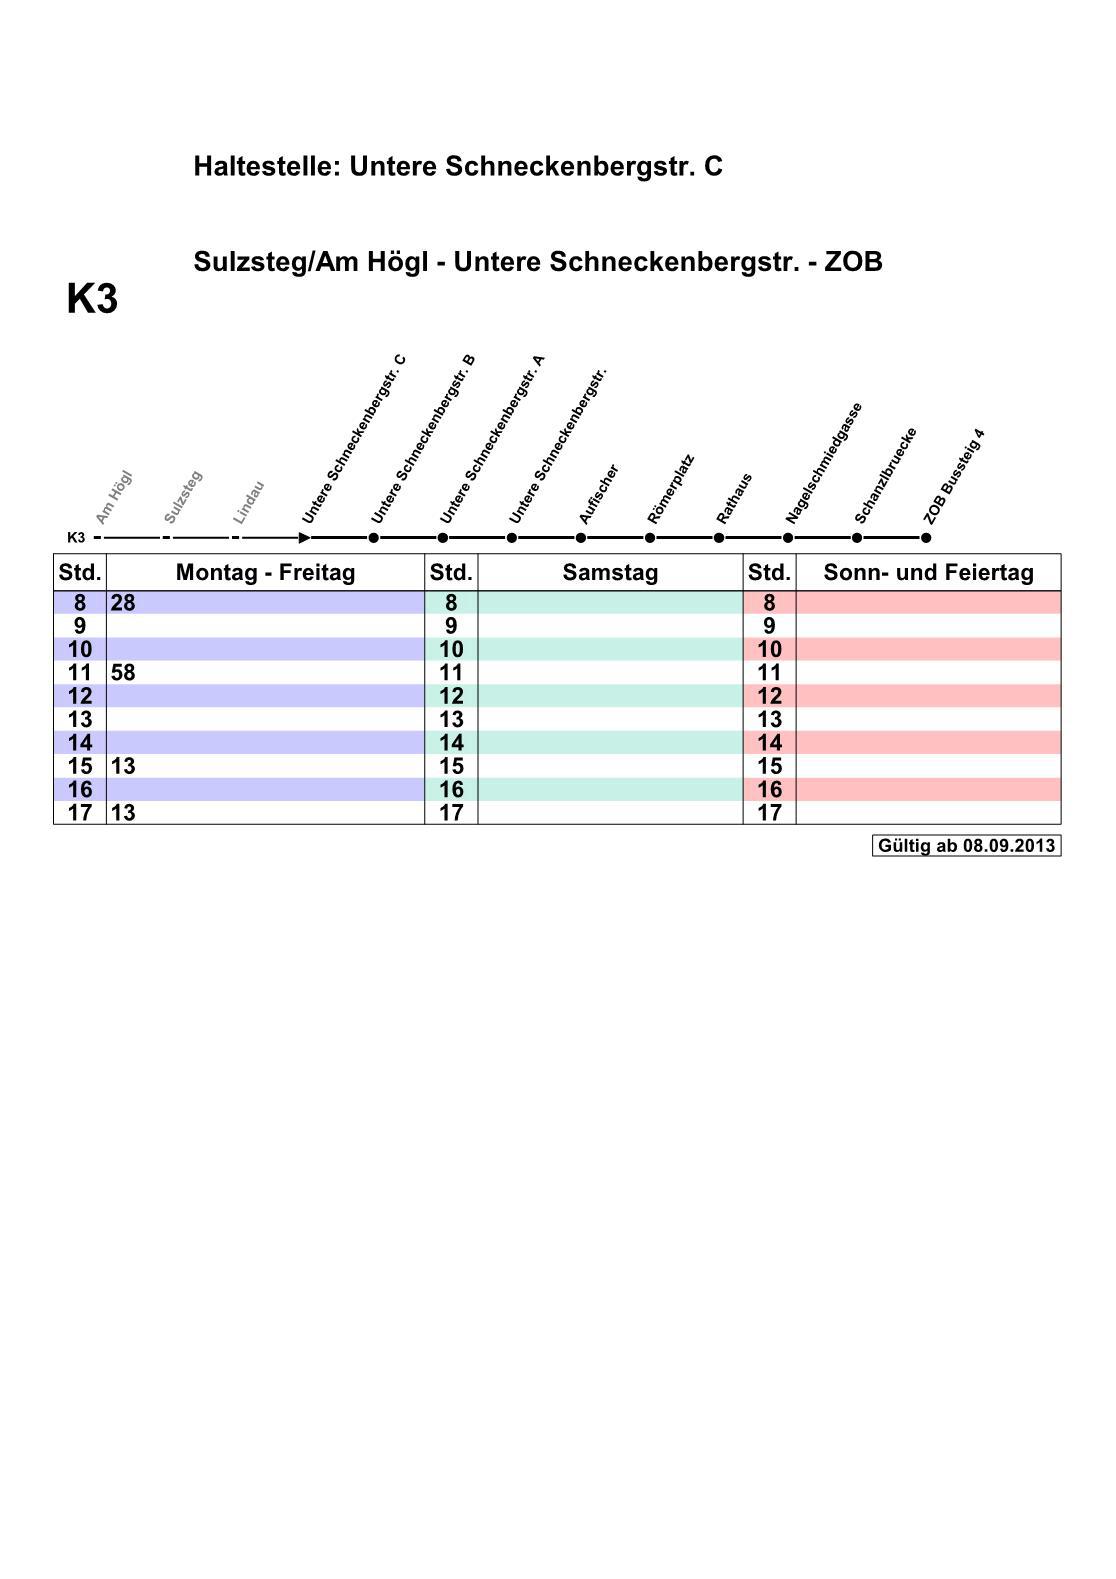 Haltestelle: Untere Schneckenbergstr. C
Sulzsteg/Am Högl - Untere Schneckenbergstr. - ZOB
K3
Am Högl
Sulzsteg
Lindau
Untere Schneckenbergstr. C
Untere Schneckenbergstr. B
Untere Schneckenbergstr. A
Untere Schneckenbergstr.
Aufischer
Römerplatz
Rathaus
Nagelschmiedgasse
Schanzlbruecke
ZOB Bussteig 4
K3
Std. Montag - Freitag Std. Samstag Std. Sonn- und Feiertag
8 28 8 8
9 9 9
10 10 10
11 58 11 11
12 12 12
13 13 13
14 14 14
15 13 15 15
16 16 16
17 13 17 17
Gültig ab 08.09.2013